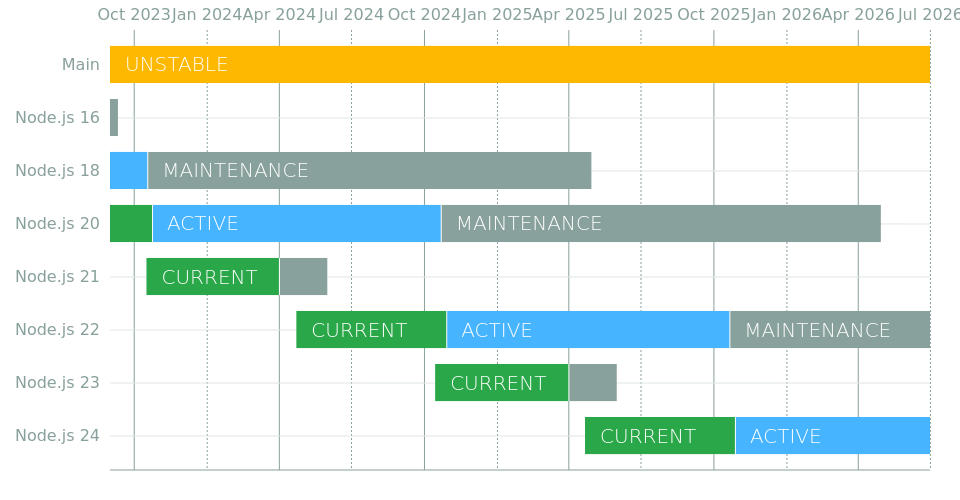 Oct 2023 Jan 2024 Apr 2024 Jul 2024 Oct 2024 Jan 2025 Apr 2025 Jul 2025 Oct 2025 Jan 2026 Apr 2026 Jul 2026
Main UNSTABLE
Node.js 16
Node.js 18 MAINTENANCE
Node.js 20 ACTIVE MAINTENANCE
Node.js 21 CURRENT
Node.js 22 CURRENT ACTIVE MAINTENANCE
Node.js 23 CURRENT
Node.js 24 CURRENT ACTIVE